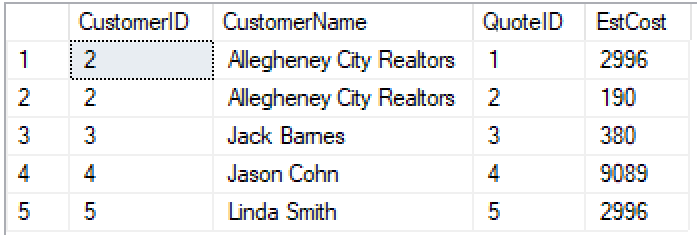 CustomerID CustomerName QuoteID EstCost
1 2 Allegheney City Realtors 1 2996
2 2 Allegheney City Realtors 2 190
3 3 Jack Barnes 3 380
4 4 Jason Cohn 4 9089
5 5 Linda Smith 5 2996